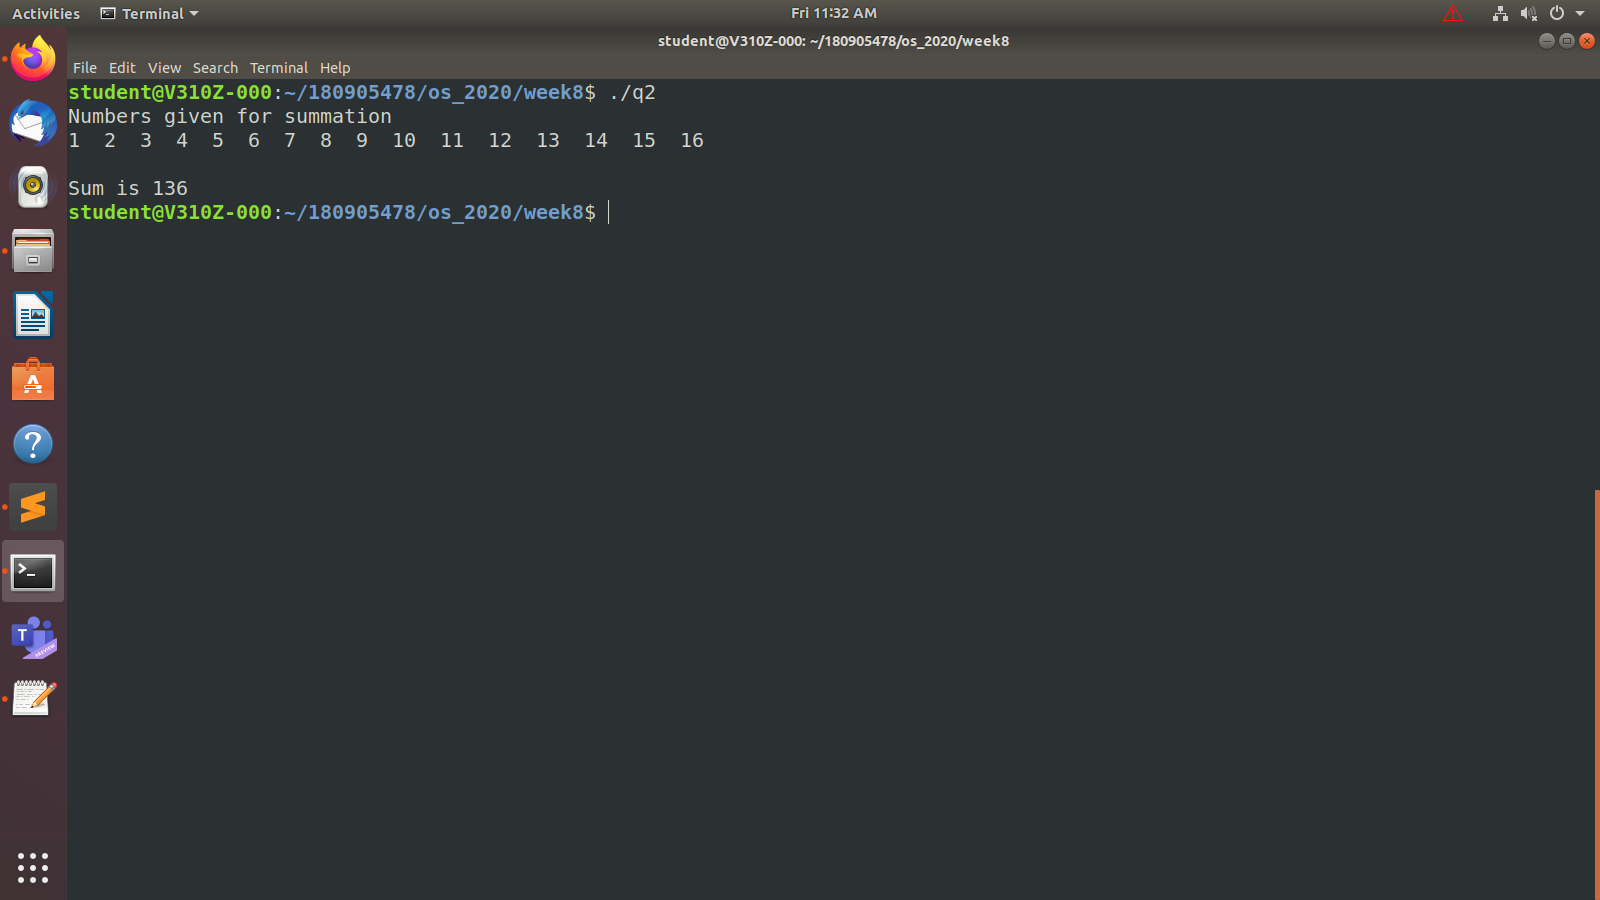 Activities Terminal Fri 11:32 AM
student@V310Z-000: ~/180905478/os_2020/week8
File Edit View Search Terminal Help
student@V310Z-000:~/180905478/os_2020/week8$ ./q2
Numbers given for summation
1 2 3 4 5 6 7 8 9 10 11 12 13 14 15 16
Sum is 136
student@V310Z-000:~/180905478/os_2020/week8$
A
?
>_
T
PREVIEW